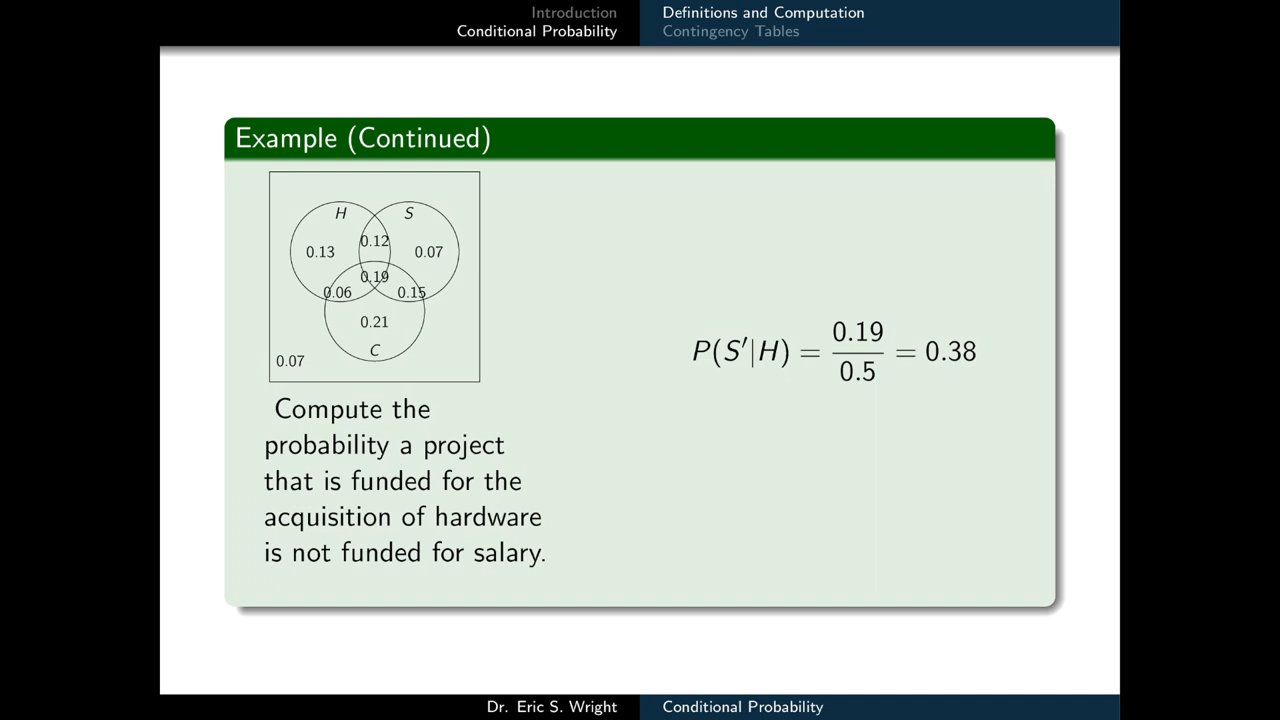 Introduction
Conditional Probability
Definitions and Computation
Contingency Tables
Example (Continued)
H
S
0.12
0.13
0.07
0.19
0.06
0.15
0.21
C
0.07
Compute the
probability a project
that is funded for the
acquisition of hardware
is not funded for salary.
P(S′|H) = 0.19/0.5 = 0.38
Dr. Eric S. Wright
Conditional Probability